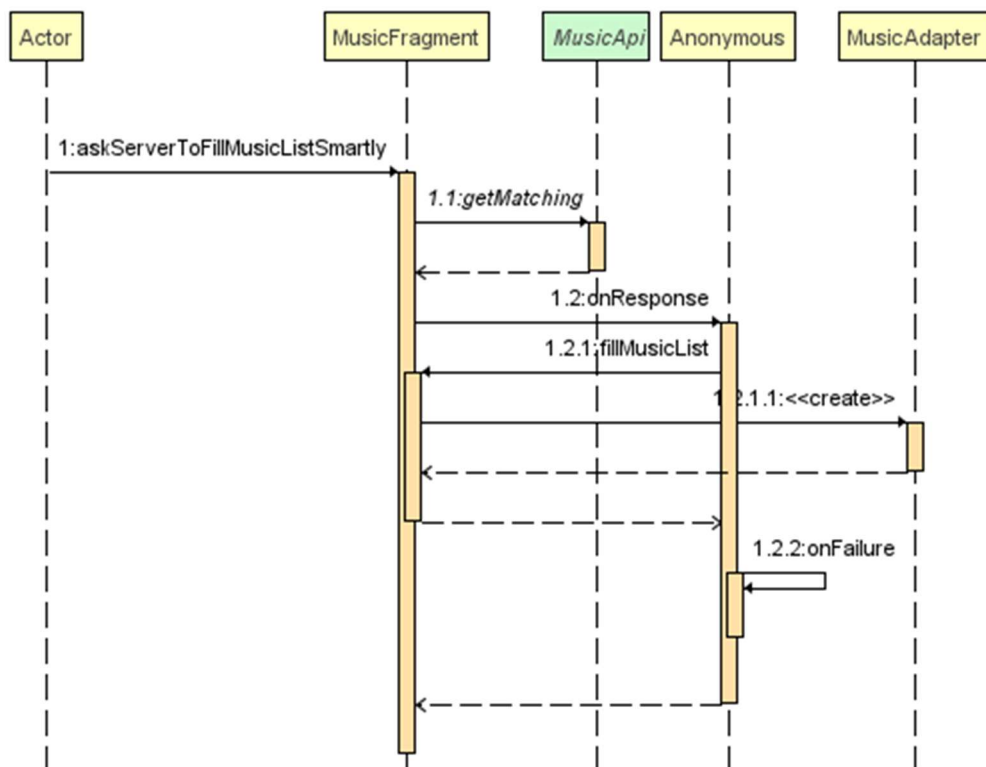 Actor
MusicFragment
MusicApi
Anonymous
MusicAdapter
1:askServerToFillMusicListSmartly
1.1:getMatching
1.2:onResponse
1.2.1:fillMusicList
1.2.1.1:<<create>>
1.2.2:onFailure